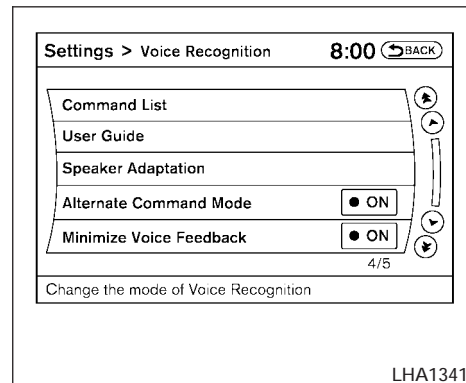 Settings > Voice Recognition 8:00 BACK
Command List
User Guide
Speaker Adaptation
Alternate Command Mode ON
Minimize Voice Feedback ON
4/5
Change the mode of Voice Recognition
LHA1341